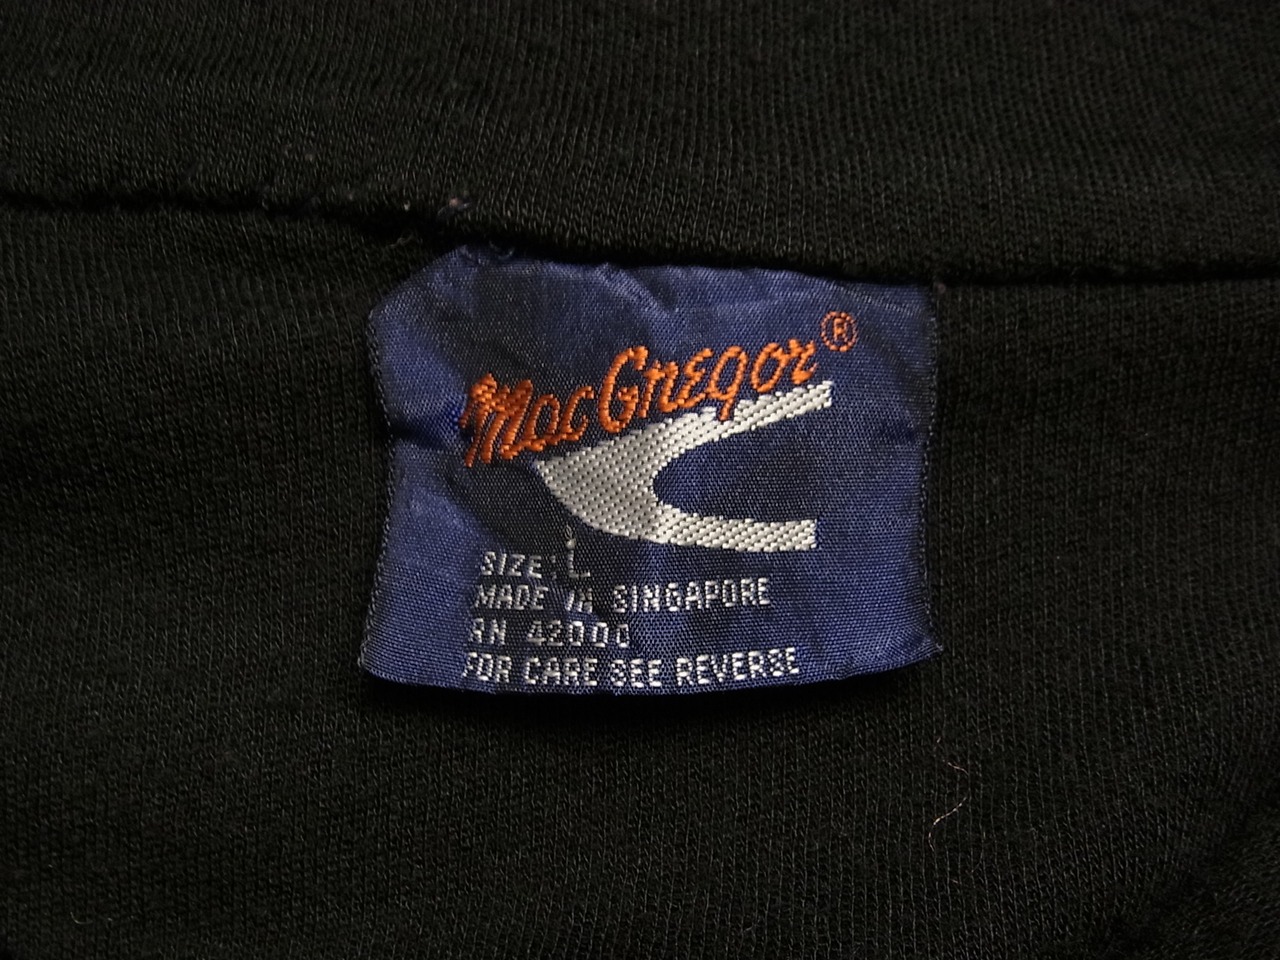 MacGregor®
SIZE: L
MADE IN SINGAPORE
RN 42000
FOR CARE SEE REVERSE